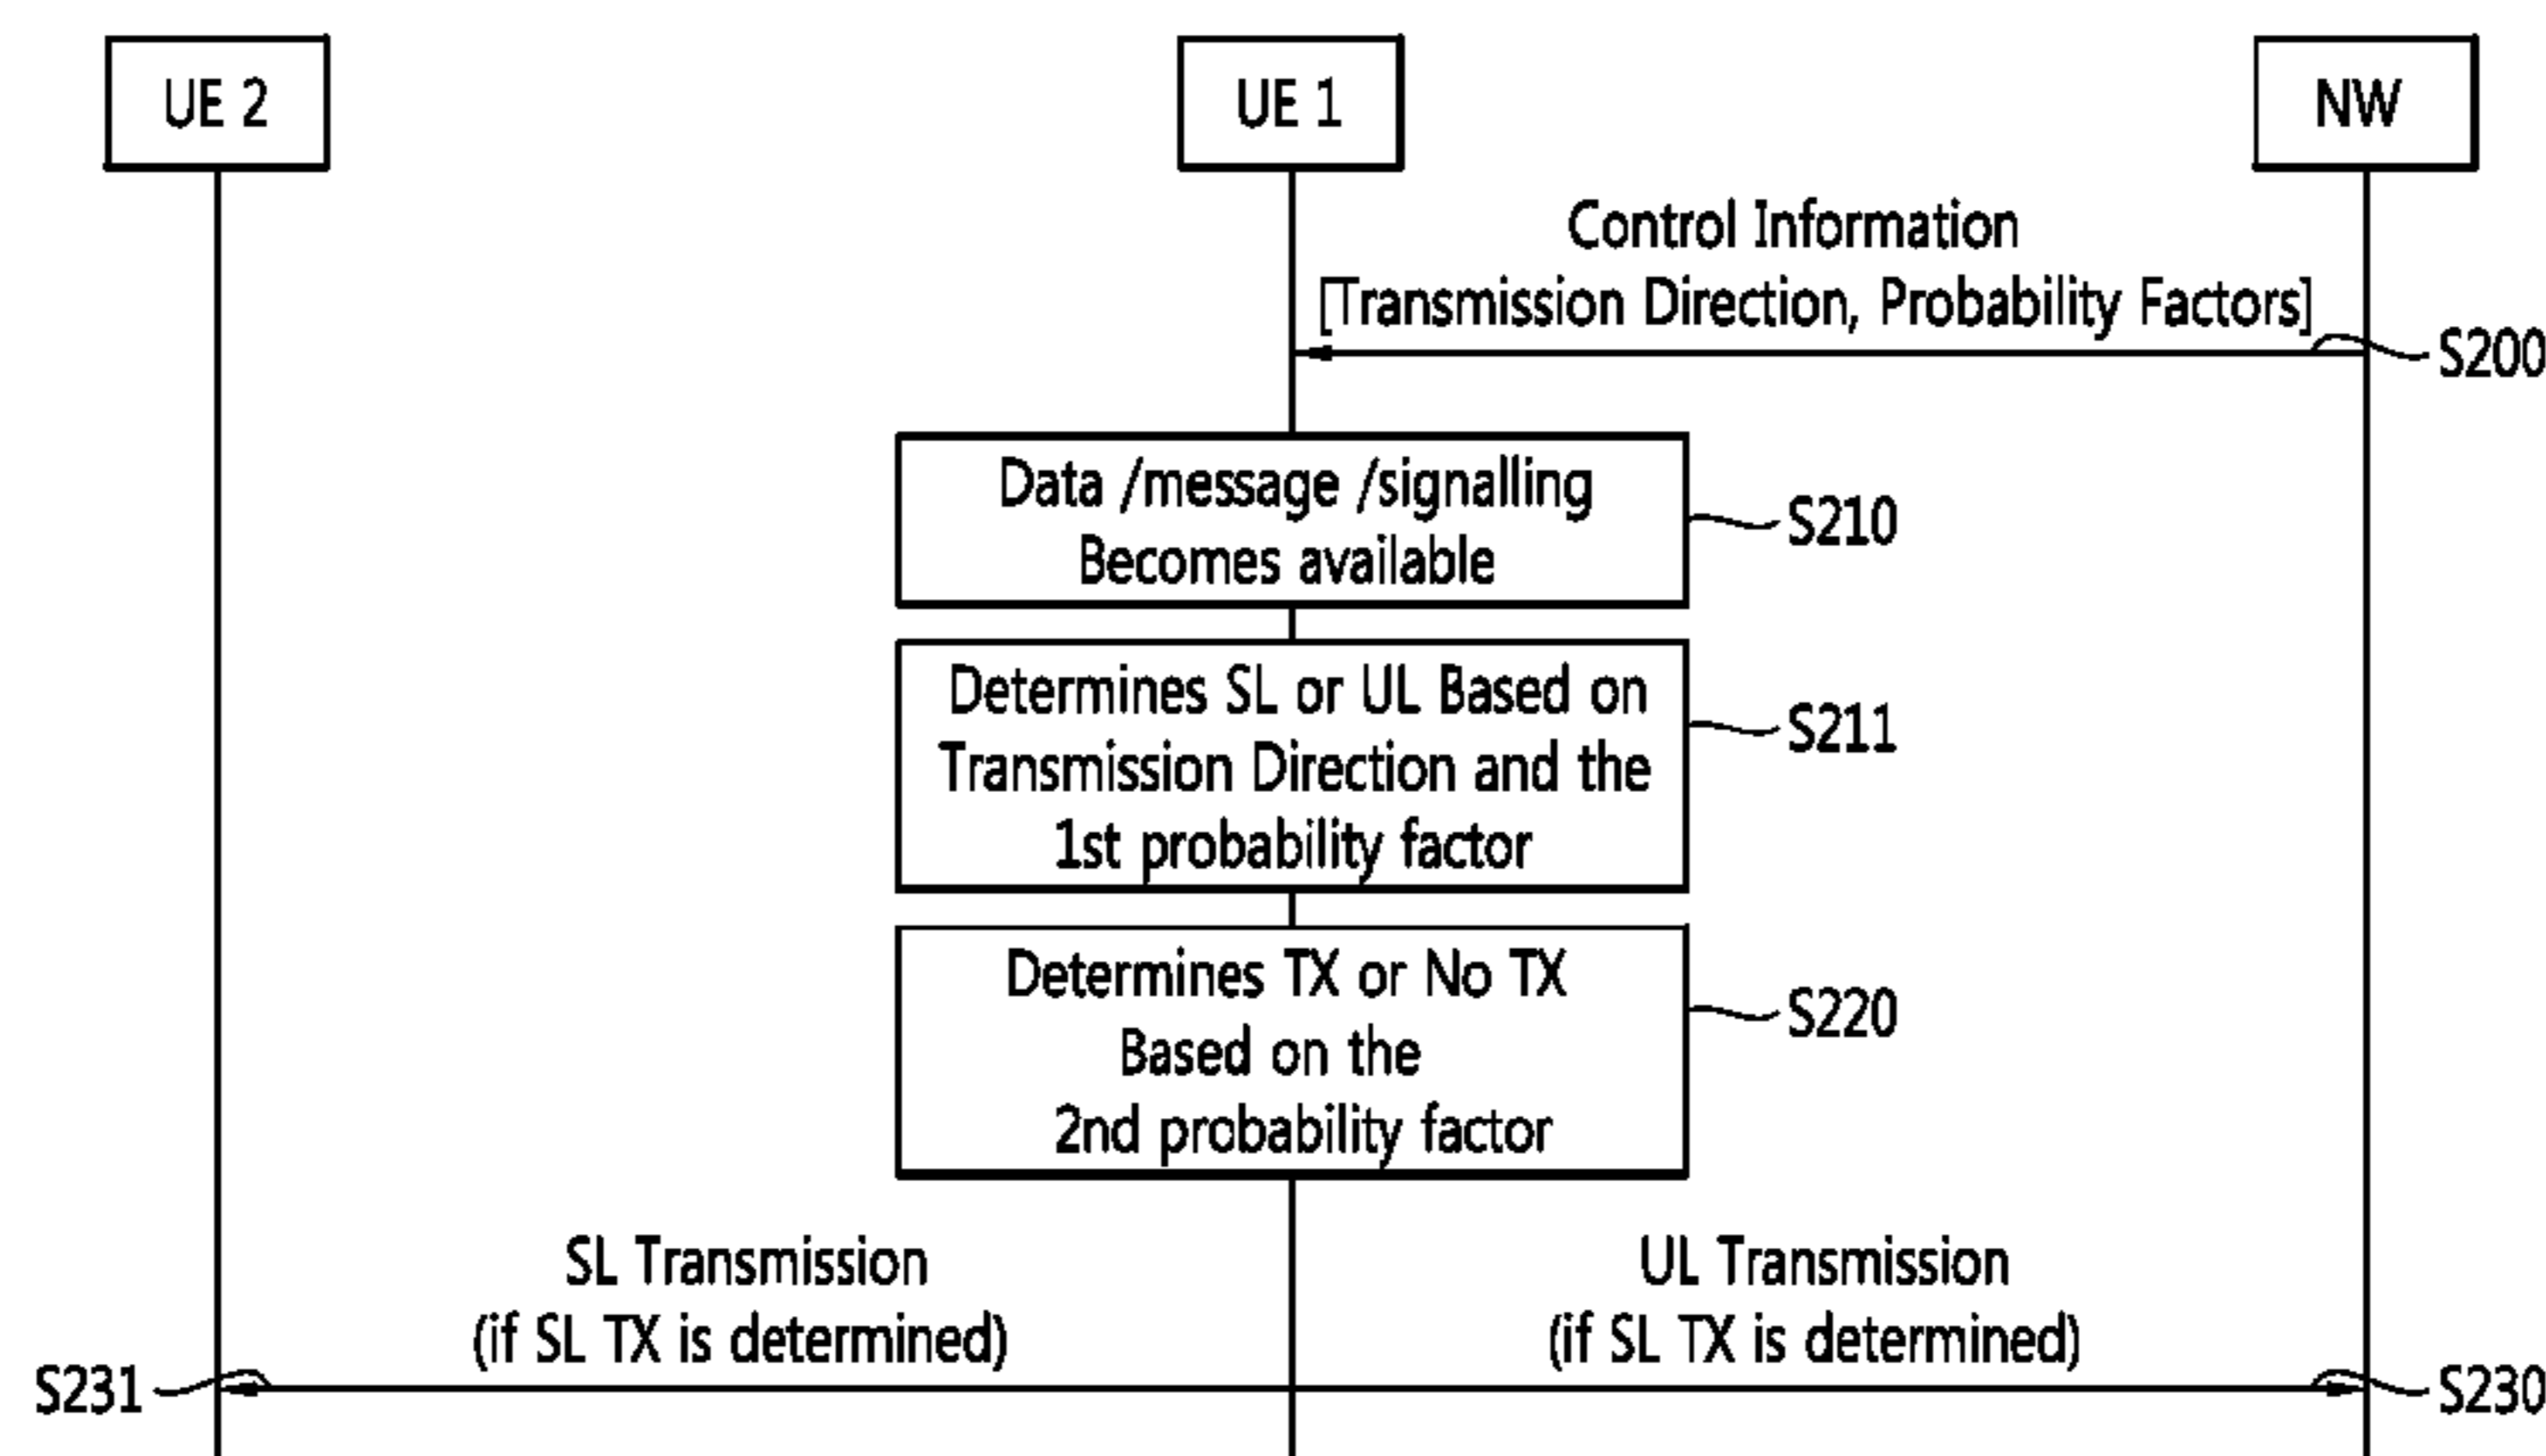 UE 2
UE 1
NW
Control Information
[Transmission Direction, Probability Factors]
S200
Data /message /signalling
Becomes available
S210
Determines SL or UL Based on
Transmission Direction and the
1st probability factor
S211
Determines TX or No TX
Based on the
2nd probability factor
S220
SL Transmission
(if SL TX is determined)
S231
UL Transmission
(if SL TX is determined)
S230